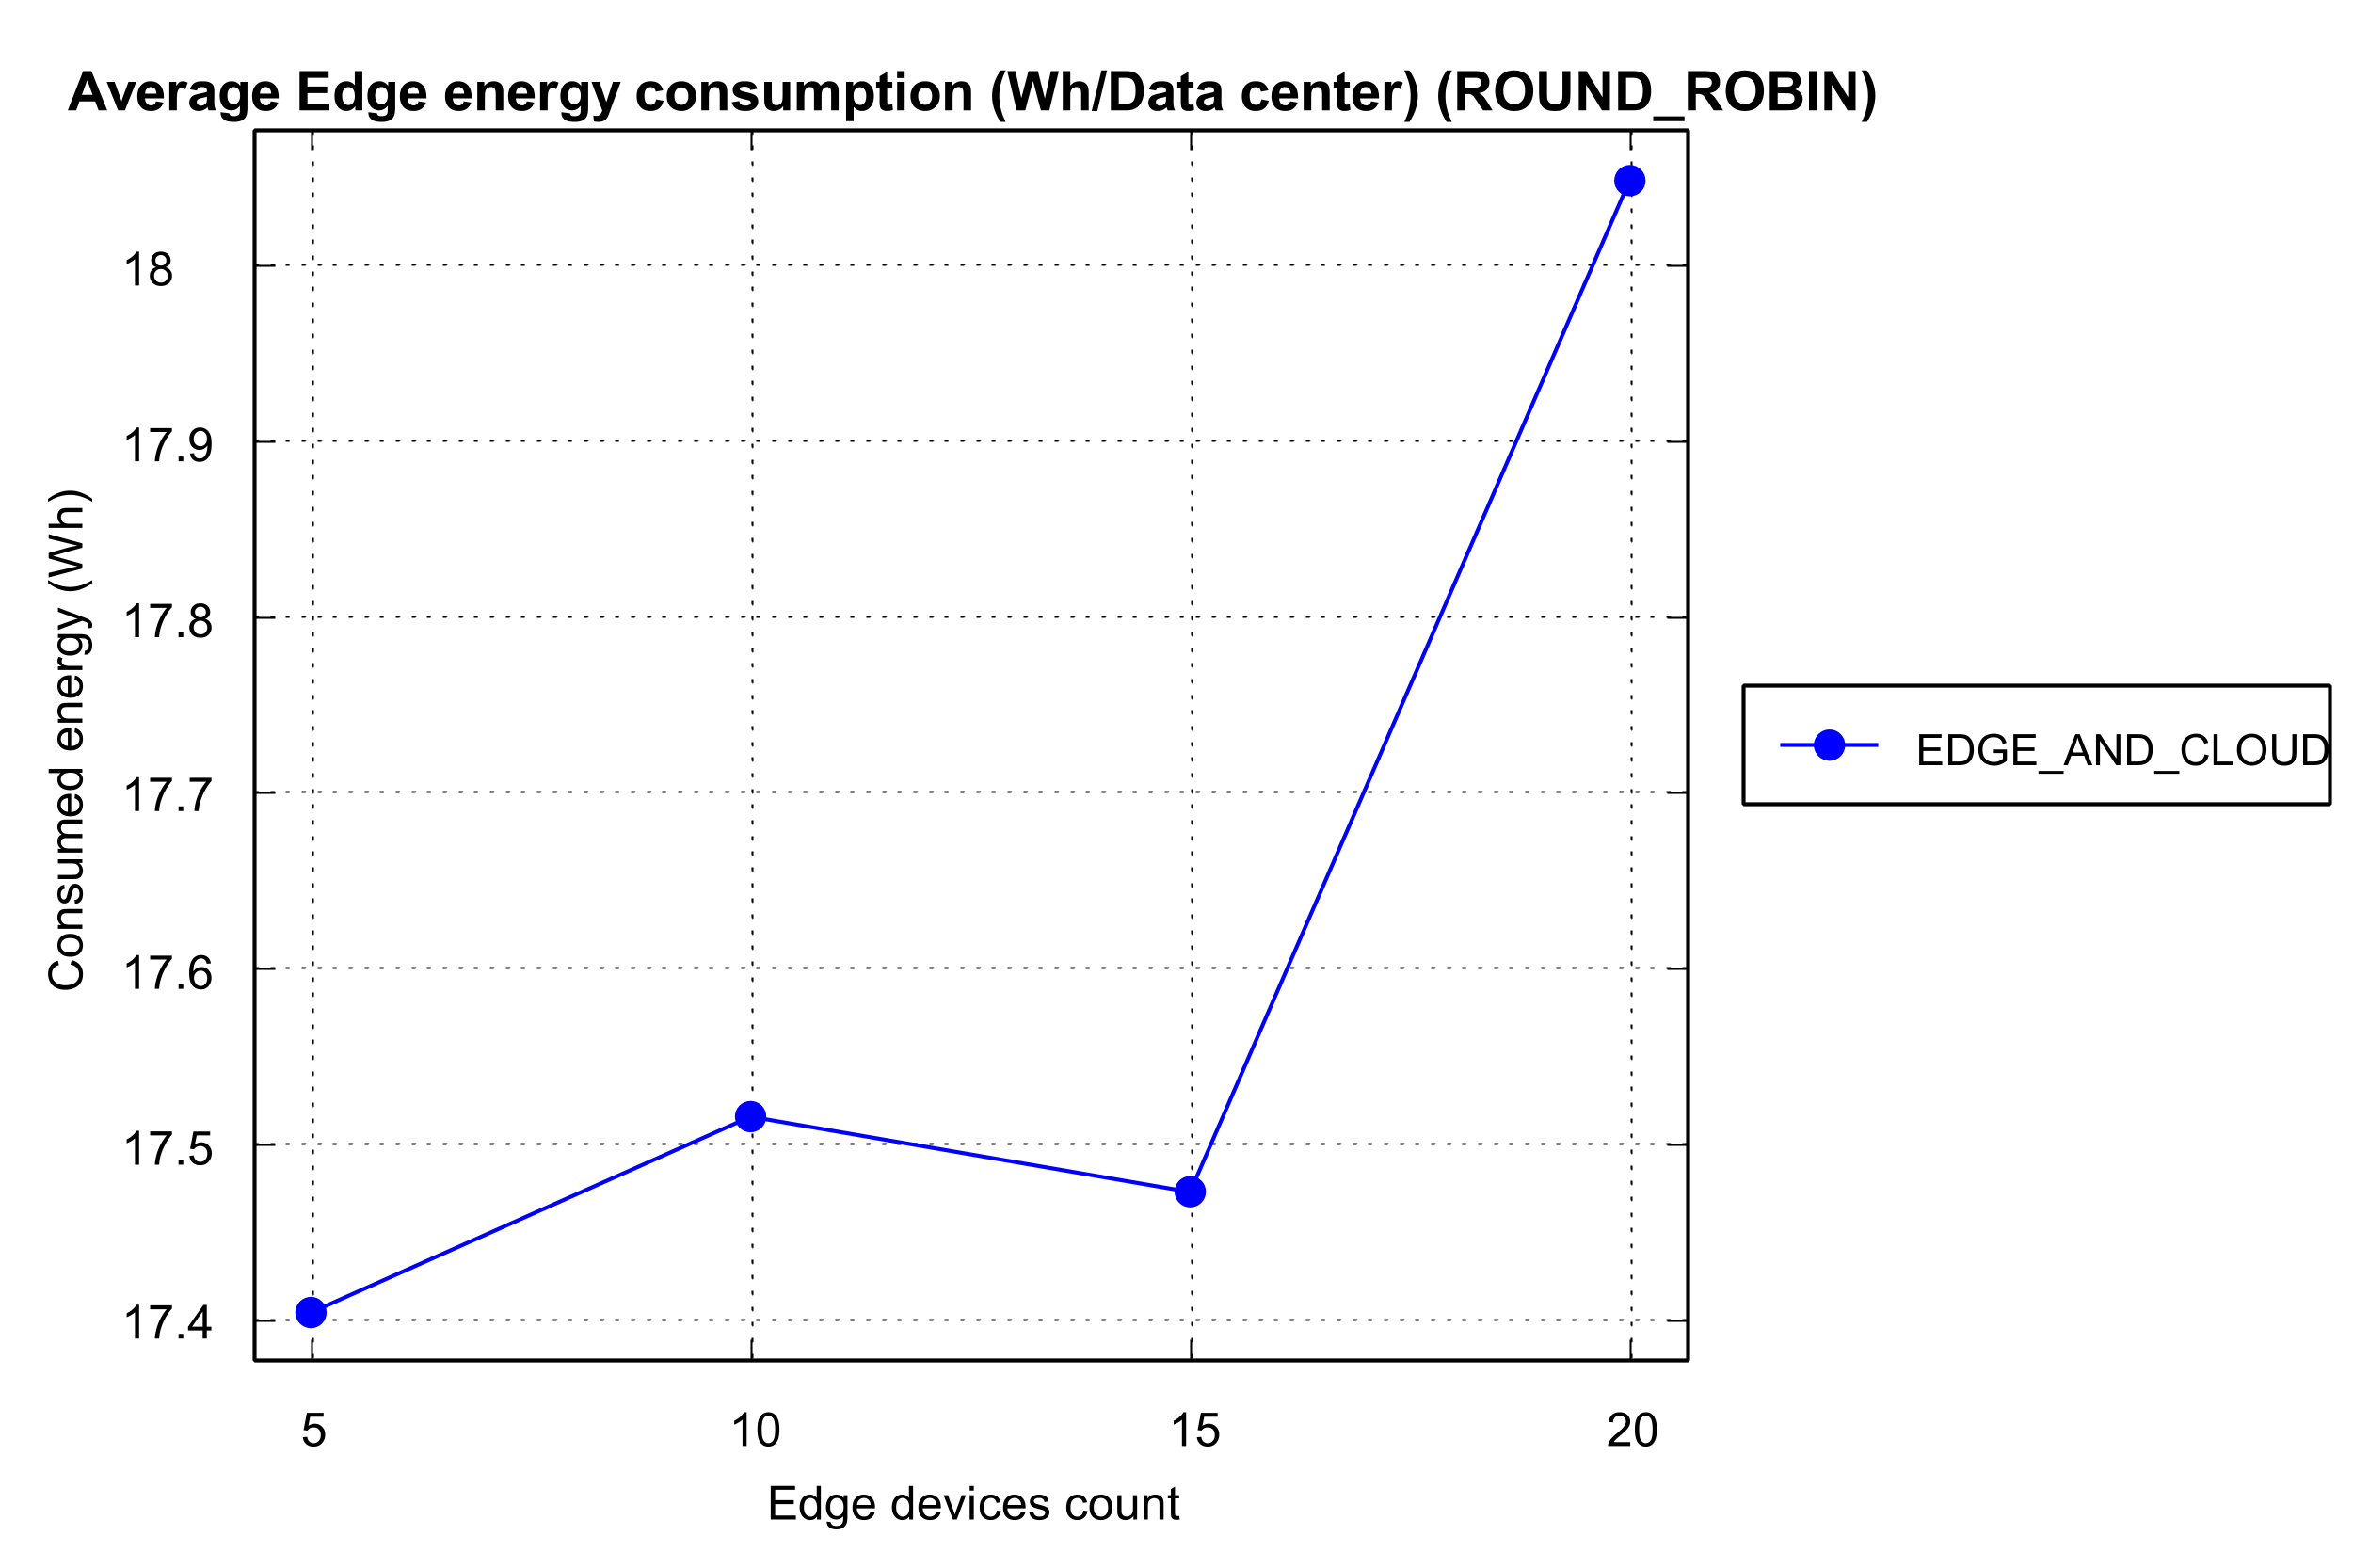 Average Edge energy consumption (Wh/Data center) (ROUND_ROBIN)
18
17.9
17.8
17.7
17.6
17.5
17.4
Consumed energy (Wh)
5 10 15 20
Edge devices count
EDGE_AND_CLOUD